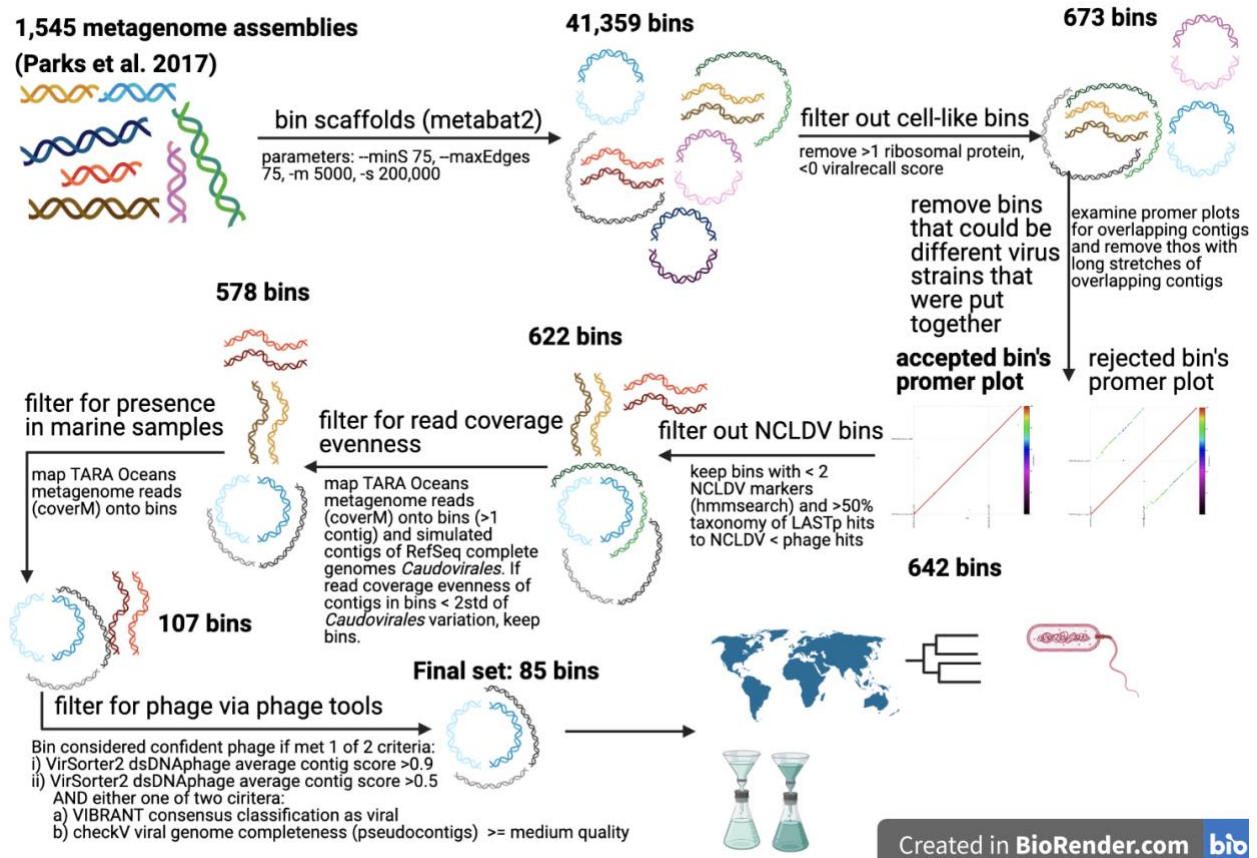 1,545 metagenome assemblies
(Parks et al. 2017)
bin scaffolds (metabat2)
parameters: --minS 75, --maxEdges
75, -m 5000, -s 200,000
41,359 bins
filter out cell-like bins
remove >1 ribosomal protein,
<0 viralrecall score
673 bins
remove bins
that could be
different virus
strains that
were put
together
examine promer plots
for overlapping contigs
and remove thos with
long stretches of
overlapping contigs
accepted bin's
promer plot
rejected bin's
promer plot
642 bins
filter out NCLDV bins
keep bins with < 2
NCLDV markers
(hmmsearch) and >50%
taxonomy of LASTp hits
to NCLDV < phage hits
622 bins
filter for read coverage
evenness
map TARA Oceans
metagenome reads
(coverM) onto bins (>1
contig) and simulated
contigs of RefSeq complete
genomes Caudovirales. If
read coverage evenness of
contigs in bins < 2std of
Caudovirales variation, keep
bins.
578 bins
filter for presence
in marine samples
map TARA Oceans
metagenome reads
(coverM) onto bins
107 bins
filter for phage via phage tools
Bin considered confident phage if met 1 of 2 criteria:
i) VirSorter2 dsDNAphage average contig score >0.9
ii) VirSorter2 dsDNAphage average contig score >0.5
AND either one of two ciritera:
a) VIBRANT consensus classification as viral
b) checkV viral genome completeness (pseudocontigs) >= medium quality
Final set: 85 bins
Created in BioRender.com bio